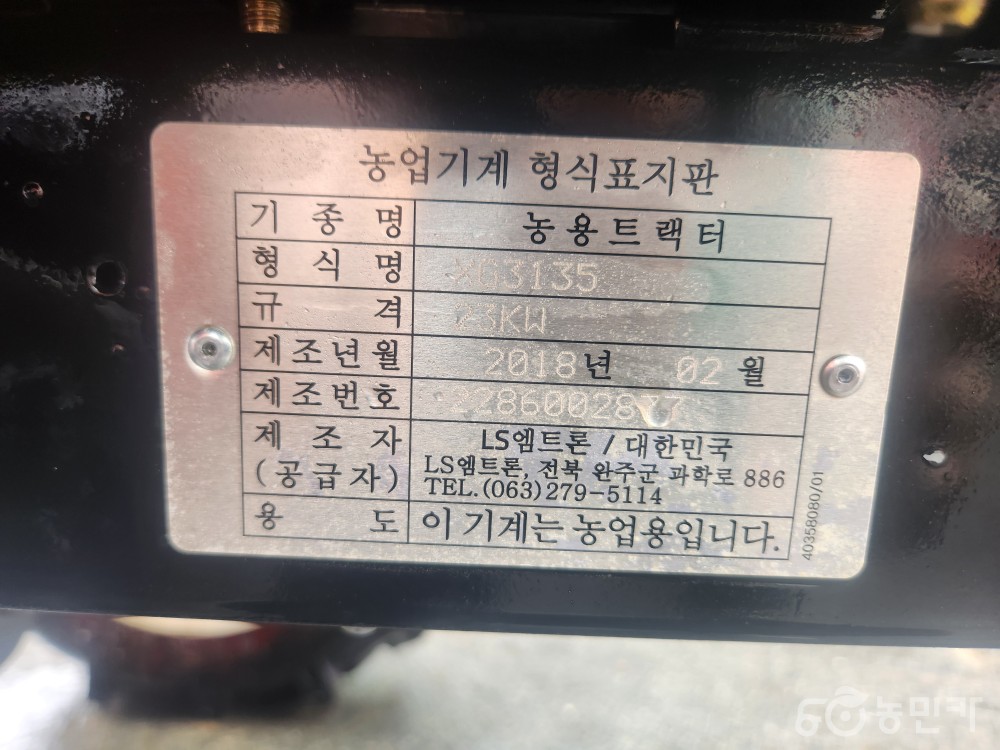 농업기계 형식표지판
기 종 명 농용트랙터
형 식 명 XG3135
규 격 23KW
제조년월 2018년 02월
제조번호
제 조 자 LS엠트론 / 대한민국
(공급자) LS엠트론, 전북 완주군 과학로 886
TEL.(063)279-5114
용 도 이 기계는 농업용입니다.
40358080/01
농민카